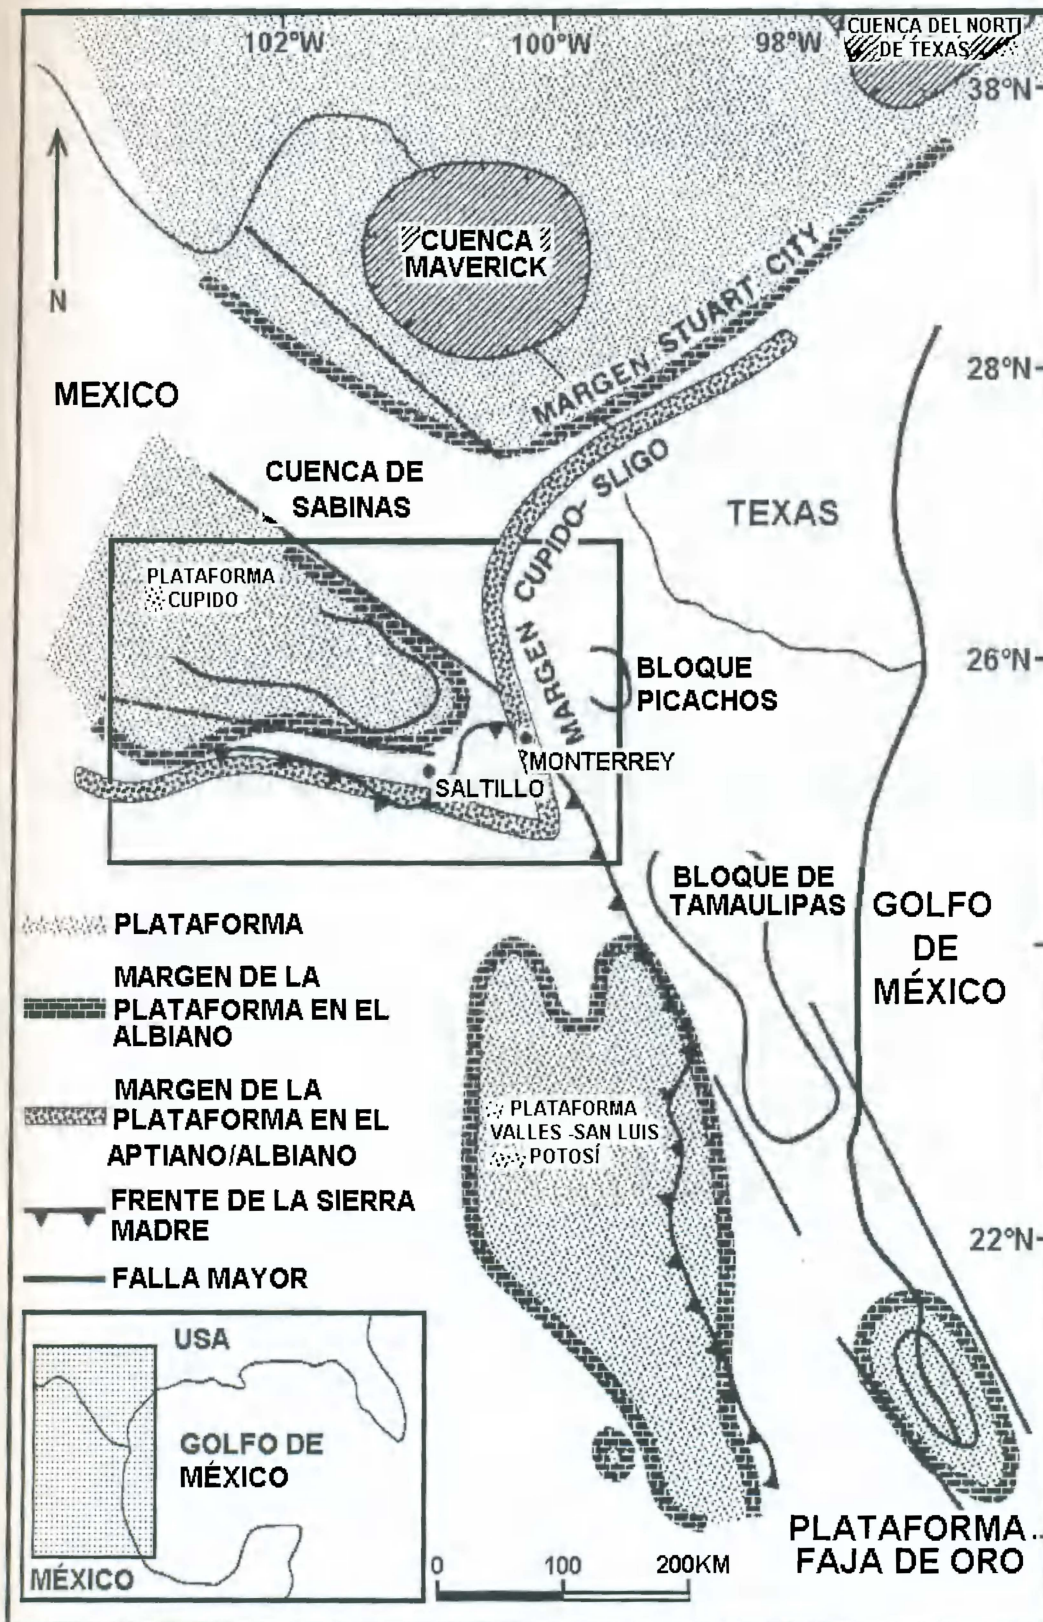 102°W
100°W
98°W
CUENCA DEL NORT
DE TEXAS
38°N
CUENCA
MAVERICK
N
MARGEN STUART CITY
28°N
MEXICO
CUENCA DE
SABINAS
MARGEN CUPIDO-SLIGO
TEXAS
PLATAFORMA
CUPIDO
26°N
BLOQUE
PICACHOS
MONTERREY
SALTILLO
BLOQUE DE
TAMAULIPAS
GOLFO
DE
MÉXICO
PLATAFORMA
MARGEN DE LA
PLATAFORMA EN EL
ALBIANO
MARGEN DE LA
PLATAFORMA EN EL
APTIANO/ALBIANO
FRENTE DE LA SIERRA
MADRE
FALLA MAYOR
PLATAFORMA
VALLES -SAN LUIS
POTOSÍ
22°N
USA
GOLFO DE
MÉXICO
MÉXICO
0 100 200KM
PLATAFORMA
FAJA DE ORO